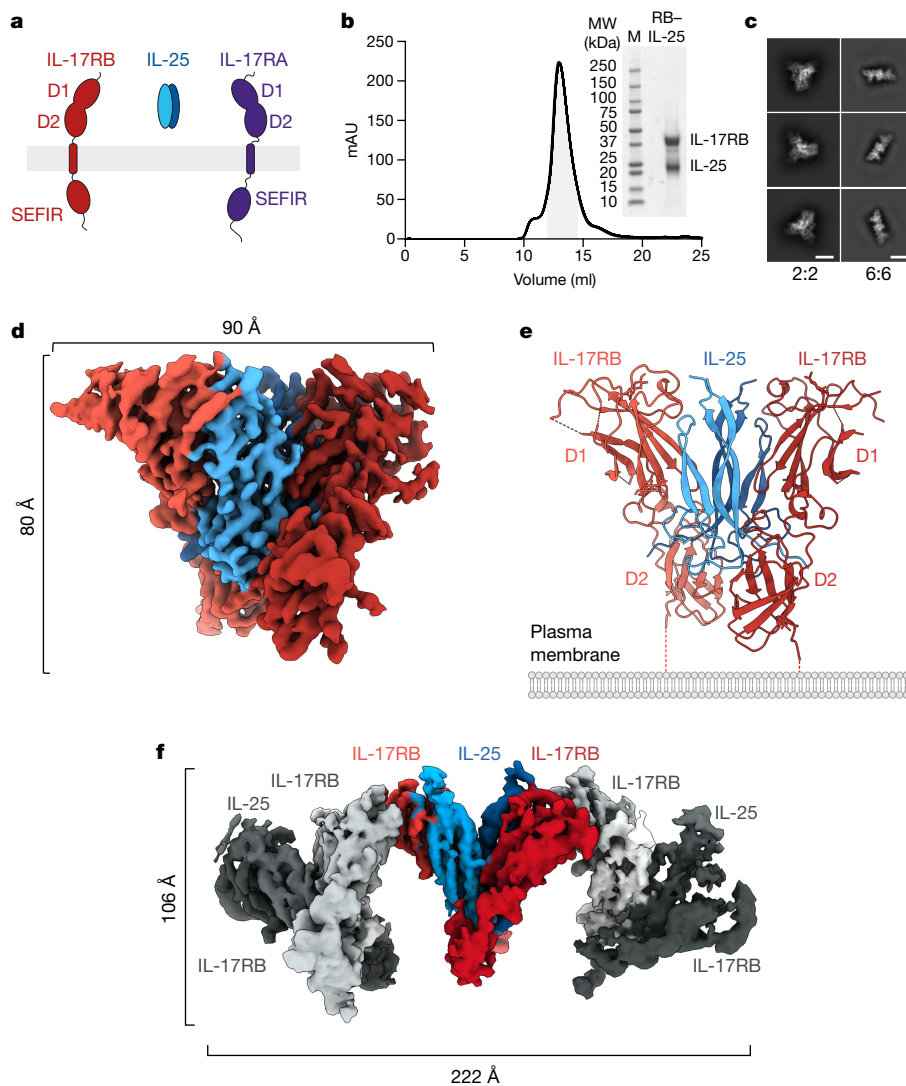 a
IL-17RB
IL-25
IL-17RA
D1
D1
D2
D2
SEFIR
SEFIR
b
250
200
150
100
50
0
mAU
0
5
10
15
20
25
Volume (ml)
MW
(kDa)
RB–
IL-25
M
250
150
100
75
50
37
25
20
15
10
IL-17RB
IL-25
c
2:2
6:6
d
90 Å
80 Å
e
IL-17RB
IL-25
IL-17RB
D1
D1
D2
D2
Plasma
membrane
f
IL-17RB
IL-25
IL-17RB
IL-17RB
IL-17RB
IL-25
IL-25
106 Å
IL-17RB
IL-17RB
222 Å